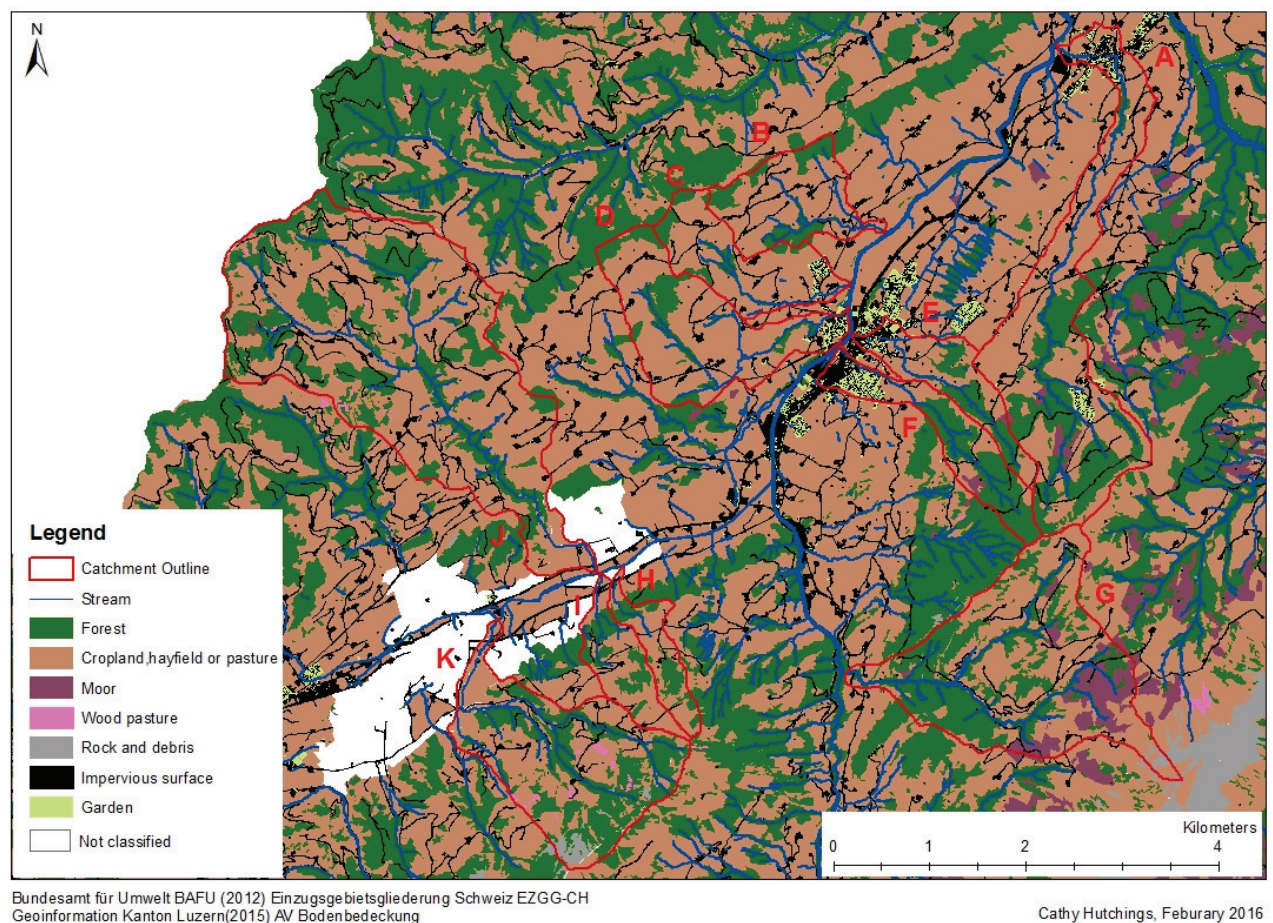 N
A
B
C
D
E
F
G
H
I
J
K
Legend
Catchment Outline
Stream
Forest
Cropland,hayfield or pasture
Moor
Wood pasture
Rock and debris
Impervious surface
Garden
Not classified
Kilometers
0 1 2 4
Bundesamt für Umwelt BAFU (2012) Einzugsgebietsgliederung Schweiz EZGG-CH
Geoinformation Kanton Luzern(2015) AV Bodenbedeckung
Cathy Hutchings, Feburary 2016